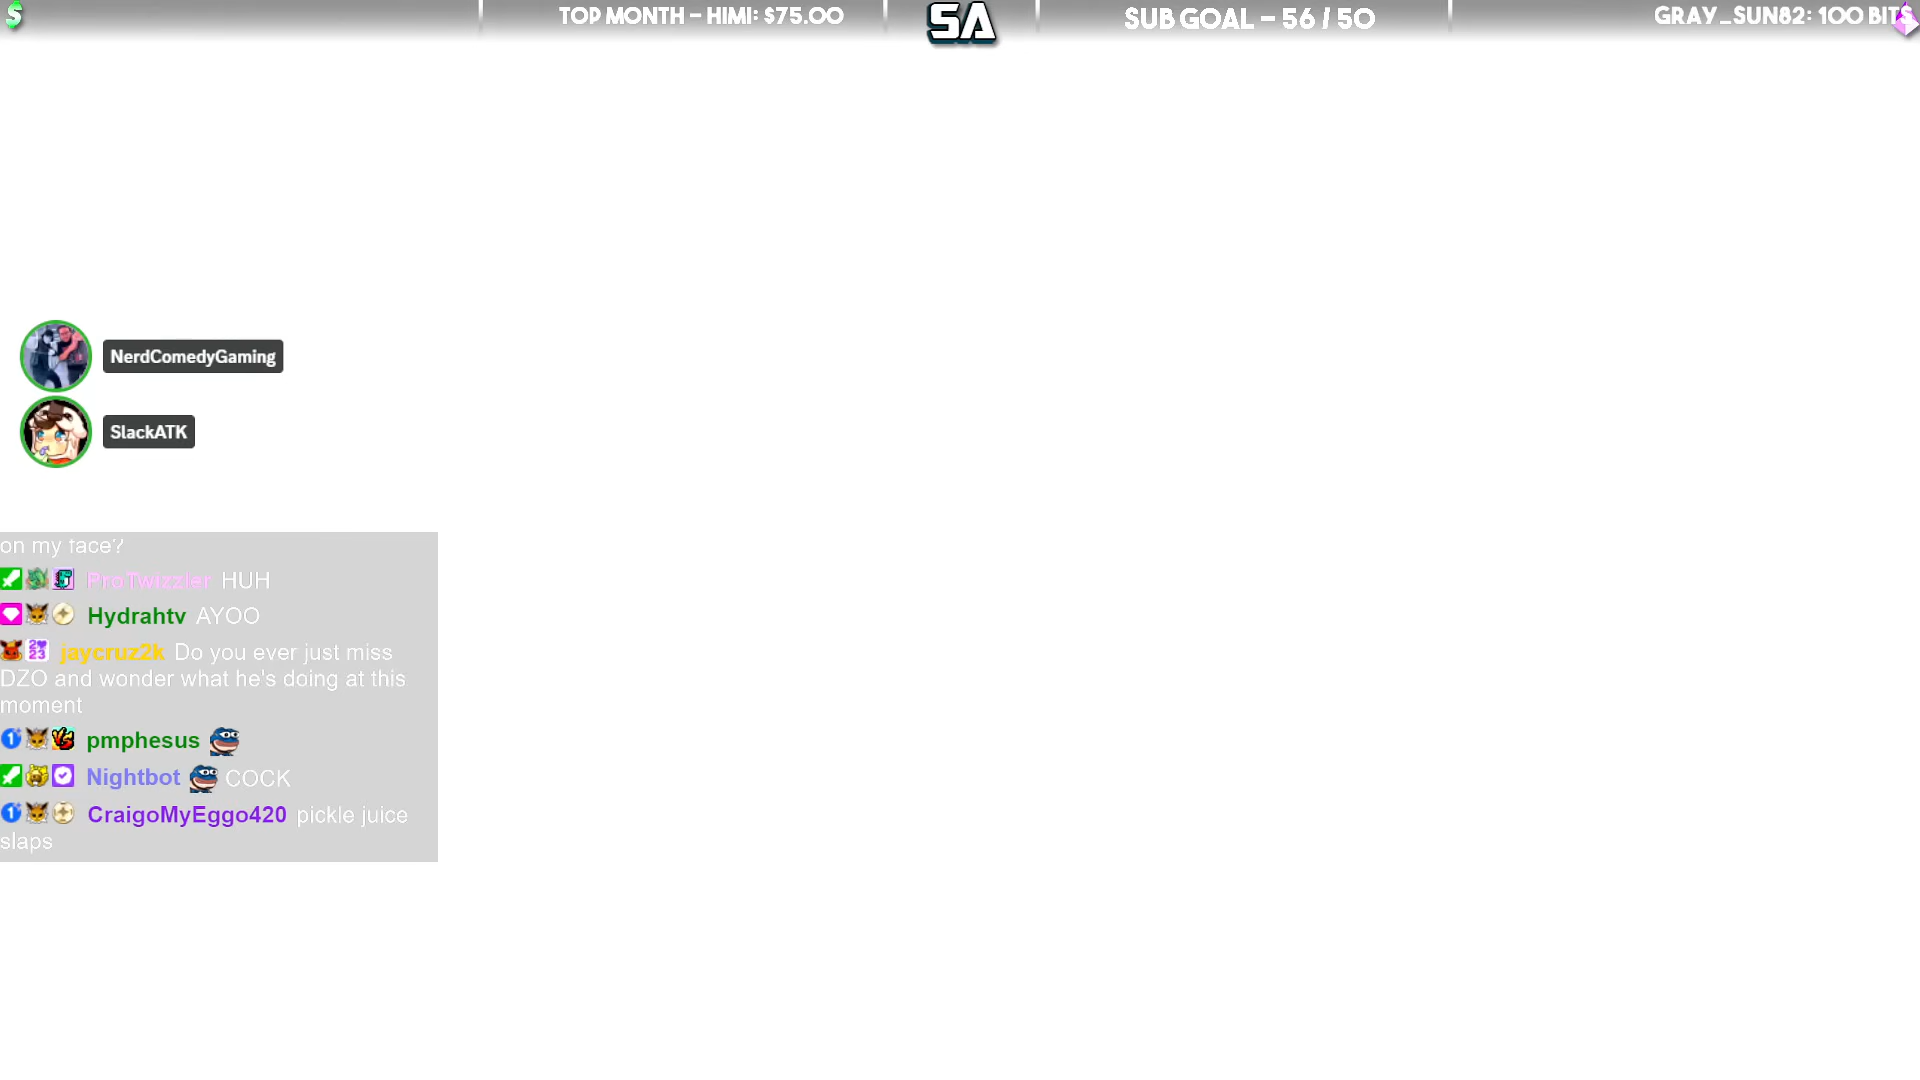 TOP MONTH - HIMI: $75.00
SA
SUB GOAL - 56 / 50
GRAY_SUN82: 100 BITS
NerdComedyGaming
SlackATK
on my face?
ProTwizzler HUH
Hydrahtv AYOO
jaycruz2k Do you ever just miss
DZO and wonder what he's doing at this
moment
pmphesus
Nightbot COCK
CraigoMyEggo420 pickle juice
slaps